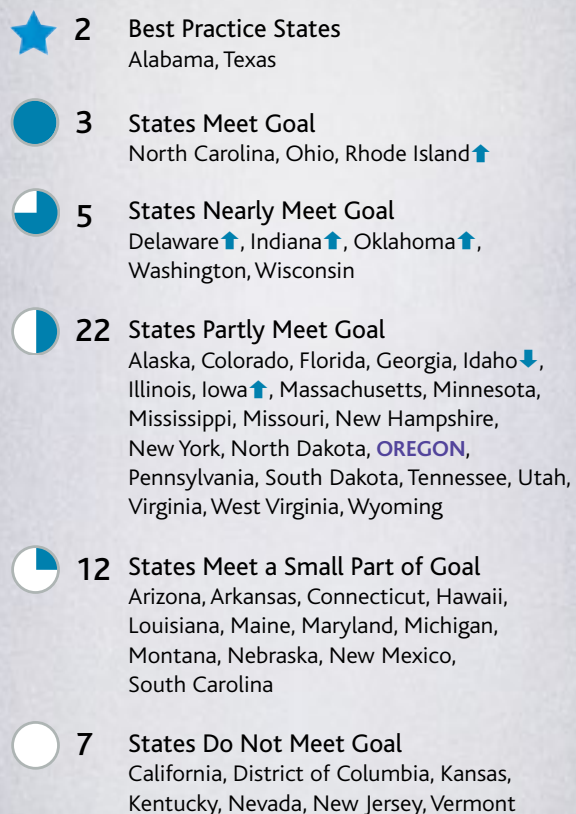 2 Best Practice States
Alabama, Texas
3 States Meet Goal
North Carolina, Ohio, Rhode Island⬆
5 States Nearly Meet Goal
Delaware⬆, Indiana⬆, Oklahoma⬆,
Washington, Wisconsin
22 States Partly Meet Goal
Alaska, Colorado, Florida, Georgia, Idaho⬇,
Illinois, Iowa⬆, Massachusetts, Minnesota,
Mississippi, Missouri, New Hampshire,
New York, North Dakota, OREGON,
Pennsylvania, South Dakota, Tennessee, Utah,
Virginia, West Virginia, Wyoming
12 States Meet a Small Part of Goal
Arizona, Arkansas, Connecticut, Hawaii,
Louisiana, Maine, Maryland, Michigan,
Montana, Nebraska, New Mexico,
South Carolina
7 States Do Not Meet Goal
California, District of Columbia, Kansas,
Kentucky, Nevada, New Jersey, Vermont